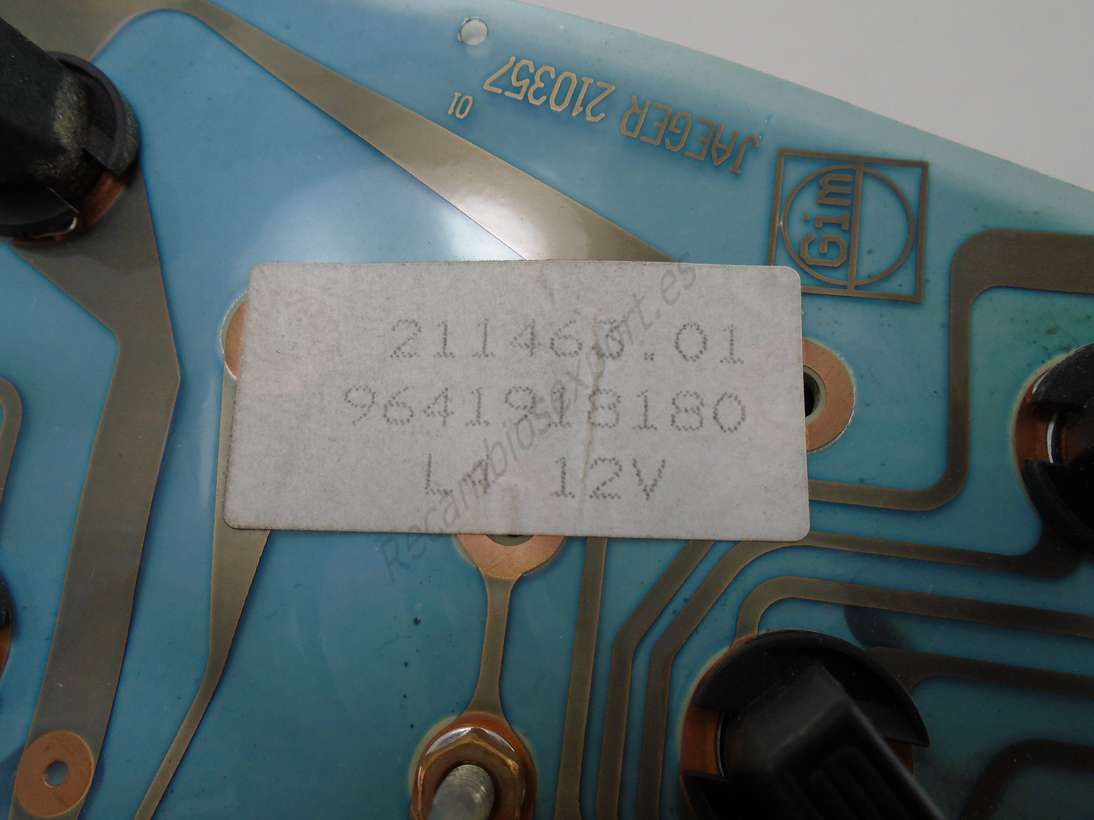 JAEGER 210357
01
Gim
211460.01
9641918180
L- 12V
Recambiosexport.es